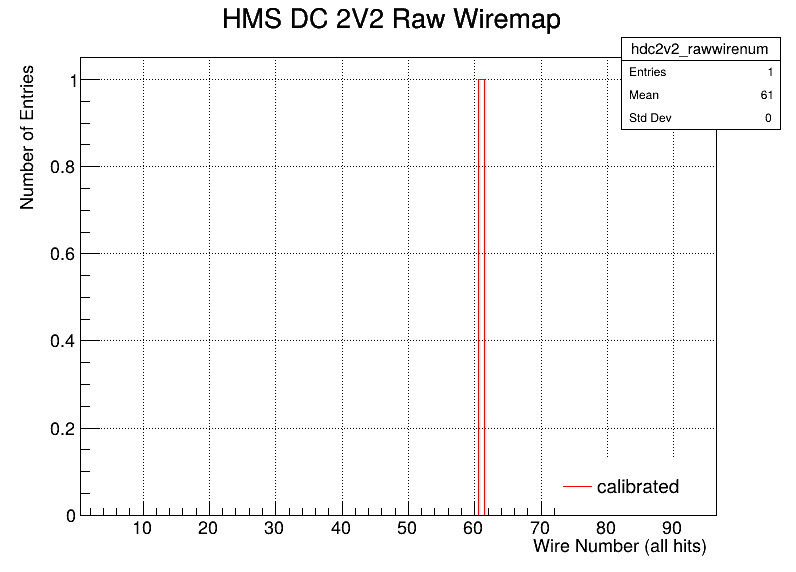 HMS DC 2V2 Raw Wiremap
hdc2v2_rawwirenum
Entries 1
Mean 61
Std Dev 0
Number of Entries
1
0.8
0.6
0.4
0.2
0
calibrated
10 20 30 40 50 60 70 80 90
Wire Number (all hits)